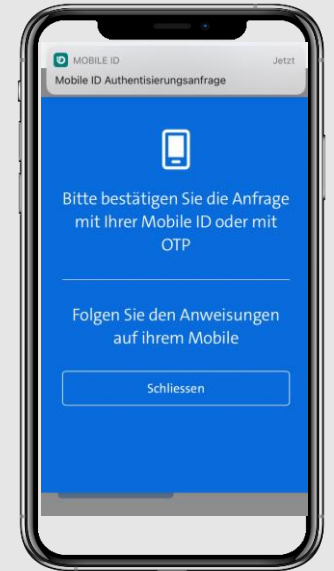 MOBILE ID Jetzt
Mobile ID Authentisierungsanfrage
Bitte bestätigen Sie die Anfrage
mit Ihrer Mobile ID oder mit
OTP
Folgen Sie den Anweisungen
auf ihrem Mobile
Schliessen